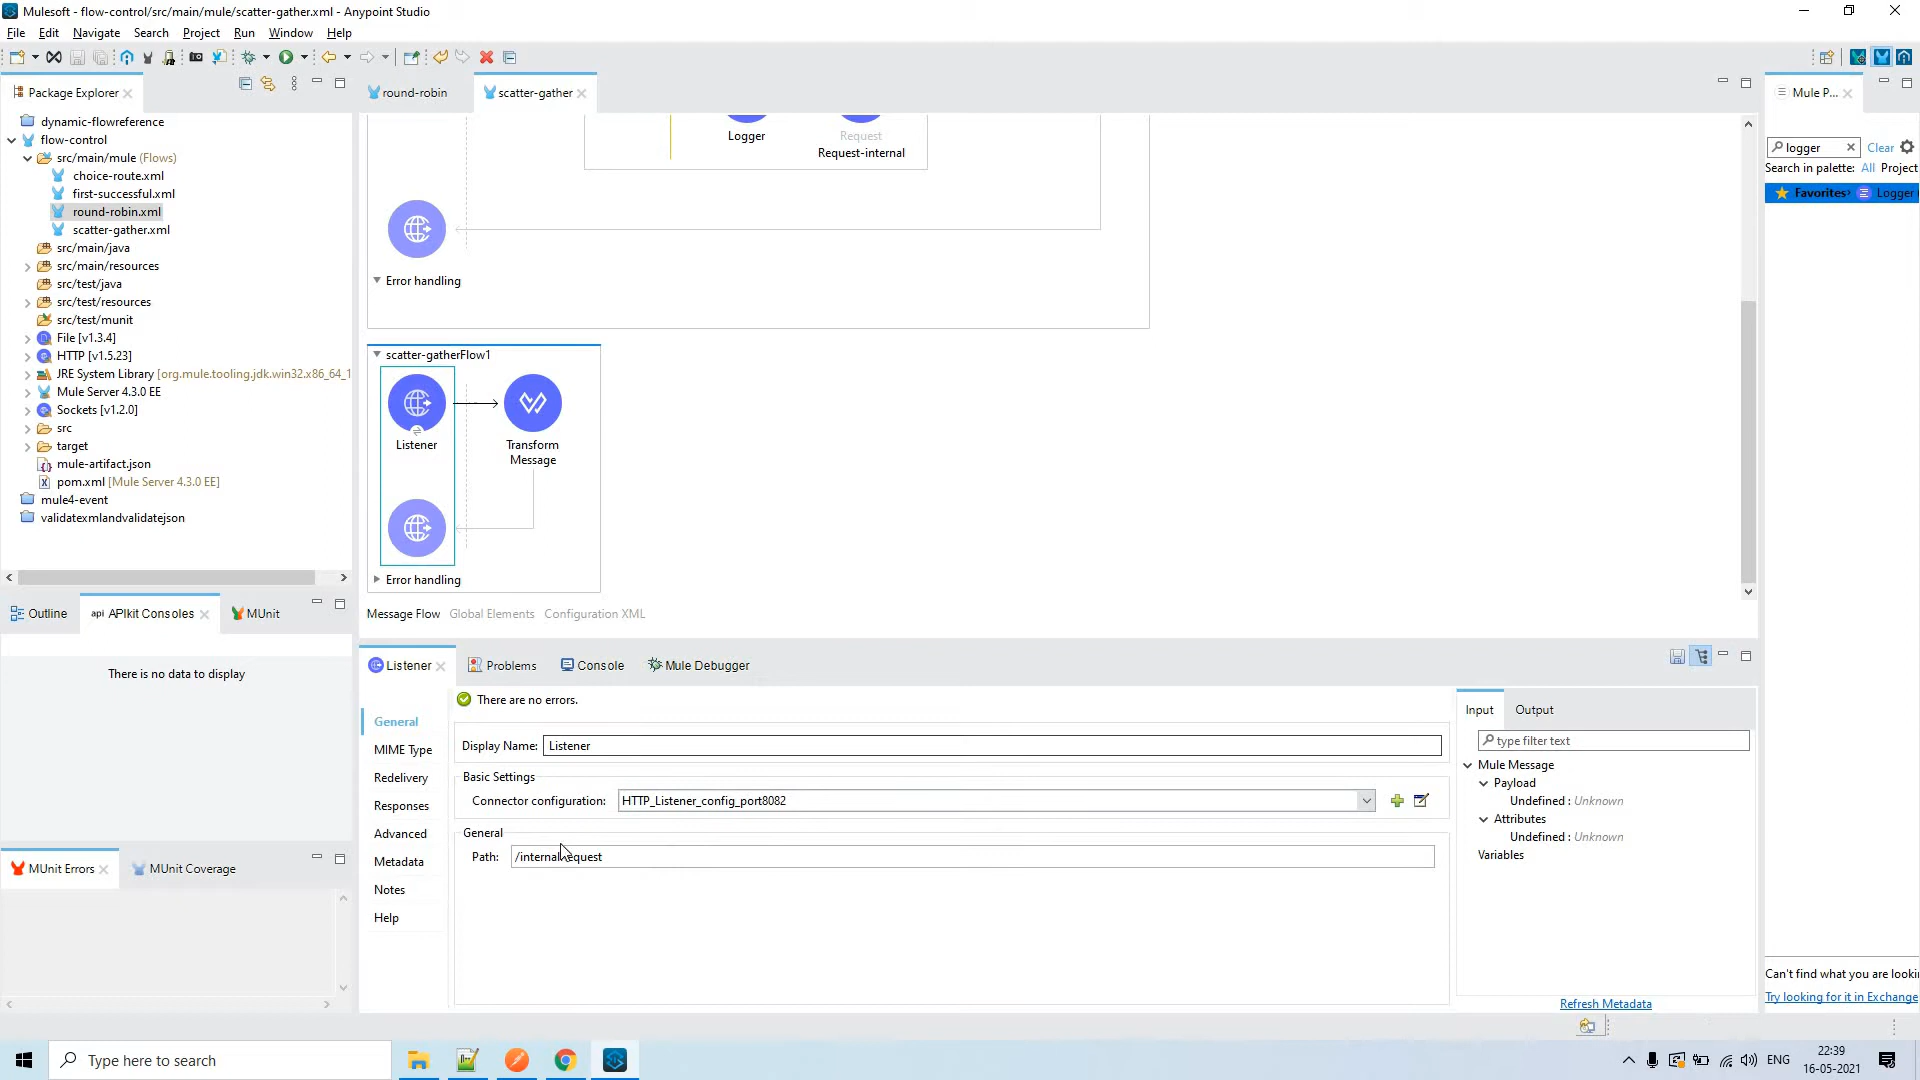 Mulesoft - flow-control/src/main/mule/scatter-gather.xml - Anypoint Studio
File Edit Navigate Search Project Run Window Help
Package Explorer
round-robin
scatter-gather
Mule P...
dynamic-flowreference
flow-control
src/main/mule (Flows)
choice-route.xml
first-successful.xml
round-robin.xml
scatter-gather.xml
src/main/java
src/main/resources
src/test/java
src/test/resources
src/test/munit
File [v1.3.4]
HTTP [v1.5.23]
JRE System Library [org.mule.tooling.jdk.win32.x86_64_1
Mule Server 4.3.0 EE
Sockets [v1.2.0]
src
target
mule-artifact.json
pom.xml [Mule Server 4.3.0 EE]
mule4-event
validatexmlandvalidatejson
Logger
Request
Request-internal
Error handling
scatter-gatherFlow1
Listener
Transform
Message
Error handling
Message Flow Global Elements Configuration XML
logger
Clear
Search in palette: All Project
Favorites
Logger
Outline
api APIkit Consoles
MUnit
There is no data to display
MUnit Errors
MUnit Coverage
Listener
Problems
Console
Mule Debugger
There are no errors.
General
MIME Type
Redelivery
Responses
Advanced
Metadata
Notes
Help
Display Name: Listener
Basic Settings
Connector configuration: HTTP_Listener_config_port8082
General
Path: /internalrequest
Input
Output
type filter text
Mule Message
Payload
Undefined : Unknown
Attributes
Undefined : Unknown
Variables
Refresh Metadata
Can't find what you are looki
Try looking for it in Exchange
Type here to search
ENG
22:39
16-05-2021